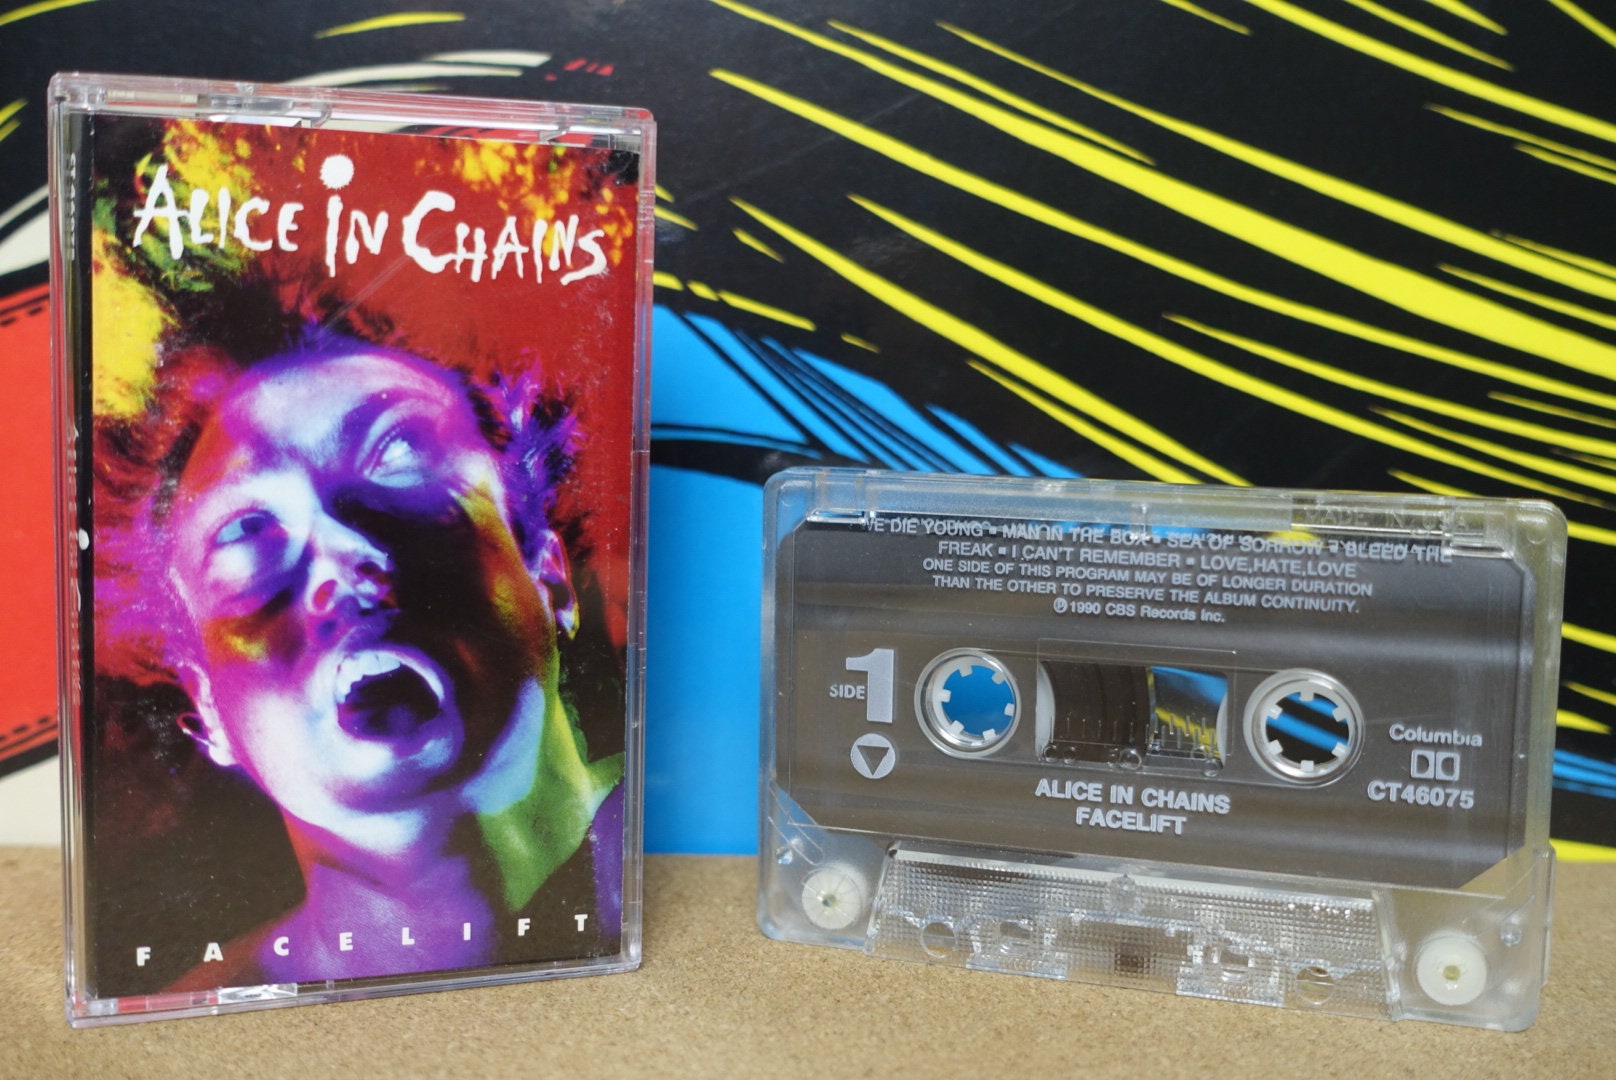 ALICE IN CHAINS
FACELIFT
MADE IN U.S.A.
WE DIE YOUNG ▪ MAN IN THE BOX ▪ SEA OF SORROW ▪ BLEED THE
FREAK ▪ I CAN'T REMEMBER ▪ LOVE,HATE,LOVE
ONE SIDE OF THIS PROGRAM MAY BE OF LONGER DURATION
THAN THE OTHER TO PRESERVE THE ALBUM CONTINUITY.
℗1990 CBS Records Inc.
SIDE 1
Columbia
CT46075
ALICE IN CHAINS
FACELIFT